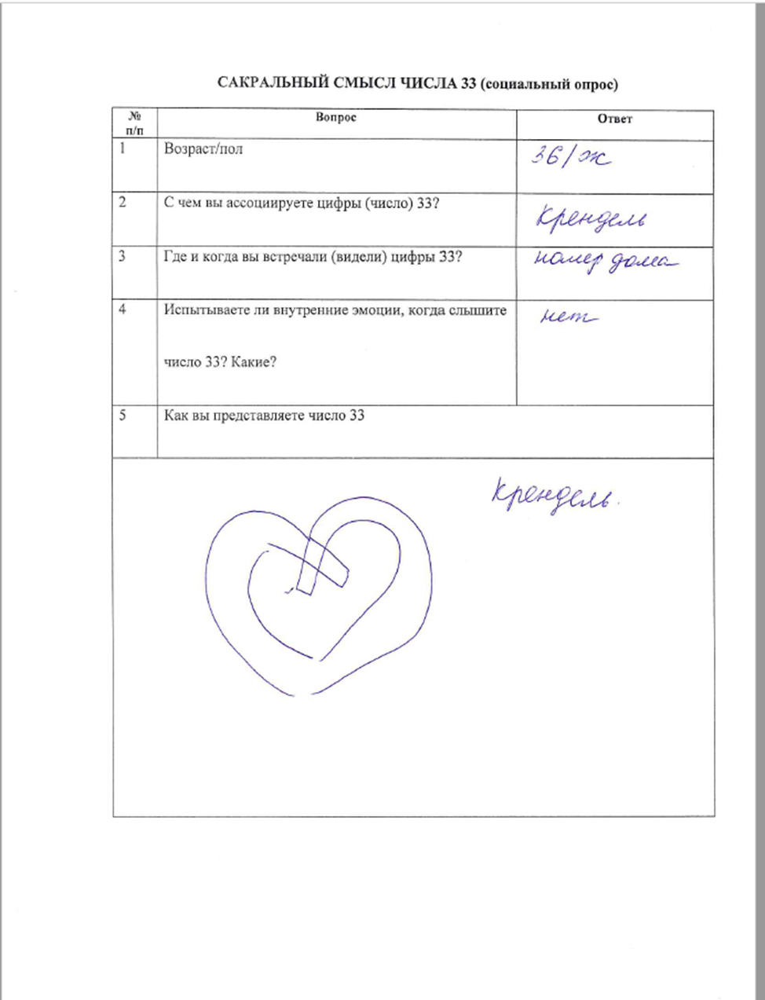 САКРАЛЬНЫЙ СМЫСЛ ЧИСЛА 33 (социальный опрос)
№ п/п Вопрос Ответ
1 Возраст/пол 36/ж
2 С чем вы ассоциируете цифры (число) 33? Крендель
3 Где и когда вы встречали (видели) цифры 33? номер дома
4 Испытываете ли внутренние эмоции, когда слышите нет
число 33? Какие?
5 Как вы представляете число 33
Крендель.